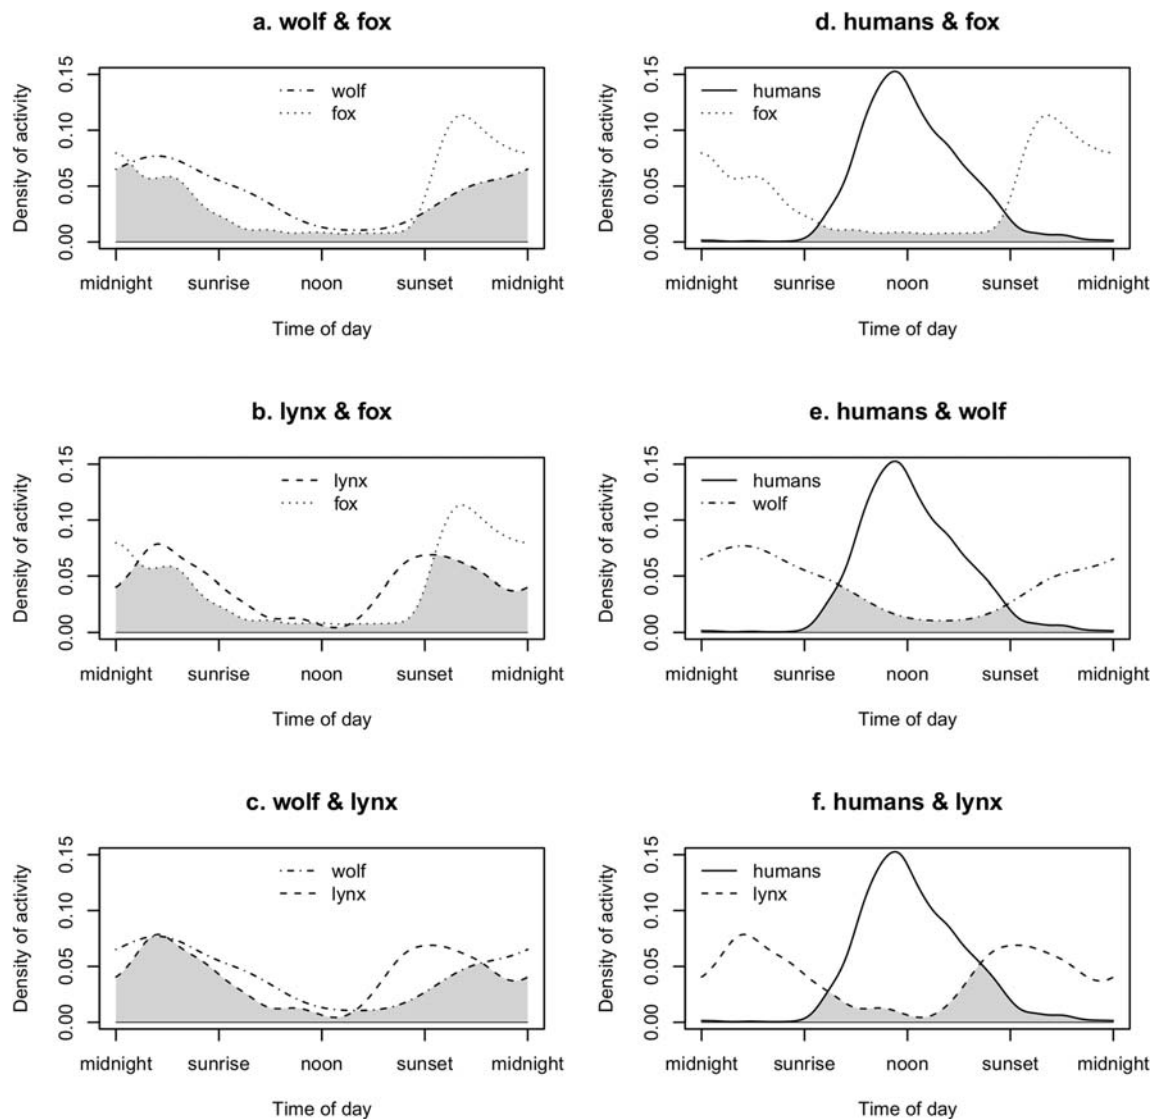 a. wolf & fox
Density of activity
0.00 0.05 0.10 0.15
wolf
fox
midnight sunrise noon sunset midnight
Time of day
d. humans & fox
Density of activity
0.00 0.05 0.10 0.15
humans
fox
midnight sunrise noon sunset midnight
Time of day
b. lynx & fox
Density of activity
0.00 0.05 0.10 0.15
lynx
fox
midnight sunrise noon sunset midnight
Time of day
e. humans & wolf
Density of activity
0.00 0.05 0.10 0.15
humans
wolf
midnight sunrise noon sunset midnight
Time of day
c. wolf & lynx
Density of activity
0.00 0.05 0.10 0.15
wolf
lynx
midnight sunrise noon sunset midnight
Time of day
f. humans & lynx
Density of activity
0.00 0.05 0.10 0.15
humans
lynx
midnight sunrise noon sunset midnight
Time of day